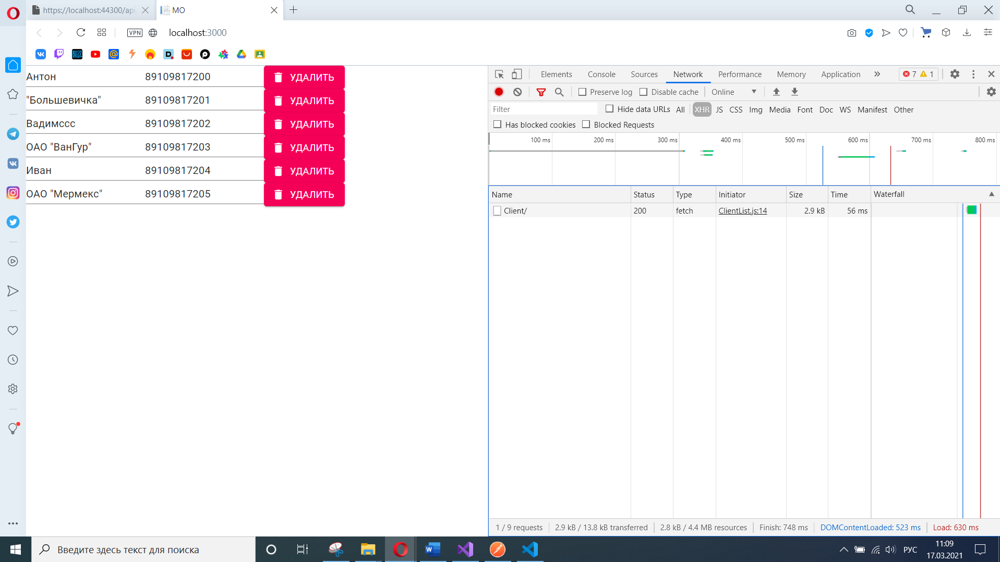 https://localhost:44300/api
МО
VPN
localhost:3000
BLIZZ
Антон 89109817200 УДАЛИТЬ
"Большевичка" 89109817201 УДАЛИТЬ
Вадимссс 89109817202 УДАЛИТЬ
ОАО "ВанГур" 89109817203 УДАЛИТЬ
Иван 89109817204 УДАЛИТЬ
ОАО "Мермекс" 89109817205 УДАЛИТЬ
Elements Console Sources Network Performance Memory Application » 7 1
Preserve log Disable cache Online
Filter Hide data URLs All XHR JS CSS Img Media Font Doc WS Manifest Other
Has blocked cookies Blocked Requests
100 ms 200 ms 300 ms 400 ms 500 ms 600 ms 700 ms 800 ms
Name Status Type Initiator Size Time Waterfall
Client/ 200 fetch ClientList.js:14 2.9 kB 56 ms
1 / 9 requests 2.9 kB / 13.8 kB transferred 2.8 kB / 4.4 MB resources Finish: 748 ms DOMContentLoaded: 523 ms Load: 630 ms
Введите здесь текст для поиска
РУС
11:09
17.03.2021